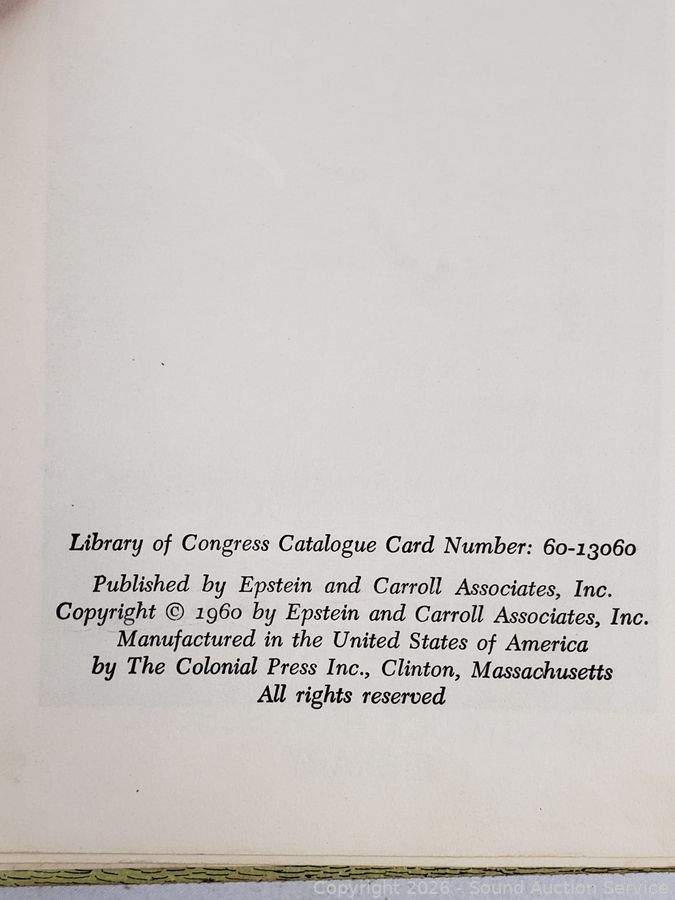 Library of Congress Catalogue Card Number: 60-13060
Published by Epstein and Carroll Associates, Inc.
Copyright © 1960 by Epstein and Carroll Associates, Inc.
Manufactured in the United States of America
by The Colonial Press Inc., Clinton, Massachusetts
All rights reserved
Copyright 2026 - Sound Auction Service